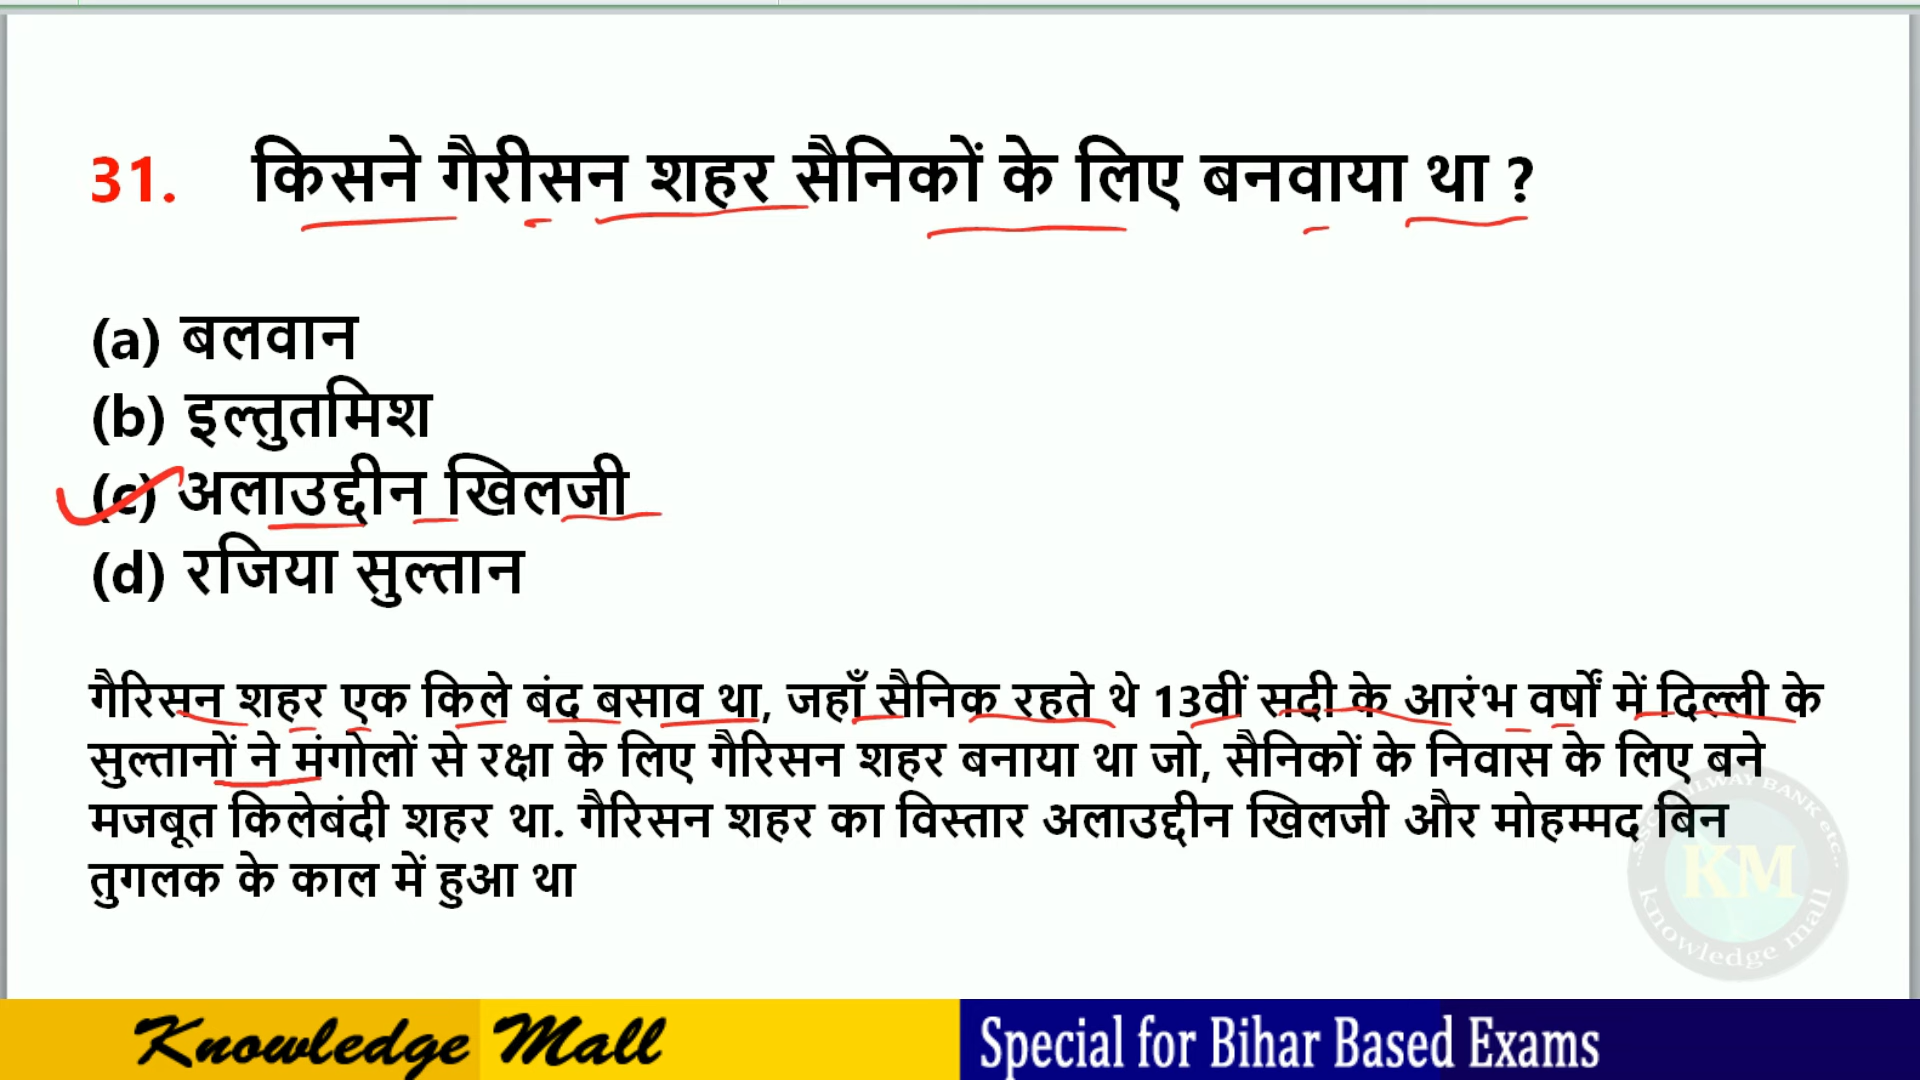 31. किसने गैरीसन शहर सैनिकों के लिए बनवाया था ?
(a) बलवान
(b) इल्तुतमिश
(c) अलाउद्दीन खिलजी
(d) रजिया सुल्तान
गैरिसन शहर एक किले बंद बसाव था, जहाँ सैनिक रहते थे 13वीं सदी के आरंभ वर्षों में दिल्ली के
सुल्तानों ने मंगोलों से रक्षा के लिए गैरिसन शहर बनाया था जो, सैनिकों के निवास के लिए बने
मजबूत किलेबंदी शहर था. गैरिसन शहर का विस्तार अलाउद्दीन खिलजी और मोहम्मद बिन
तुगलक के काल में हुआ था
KM
knowledge mall
Knowledge Mall
Special for Bihar Based Exams